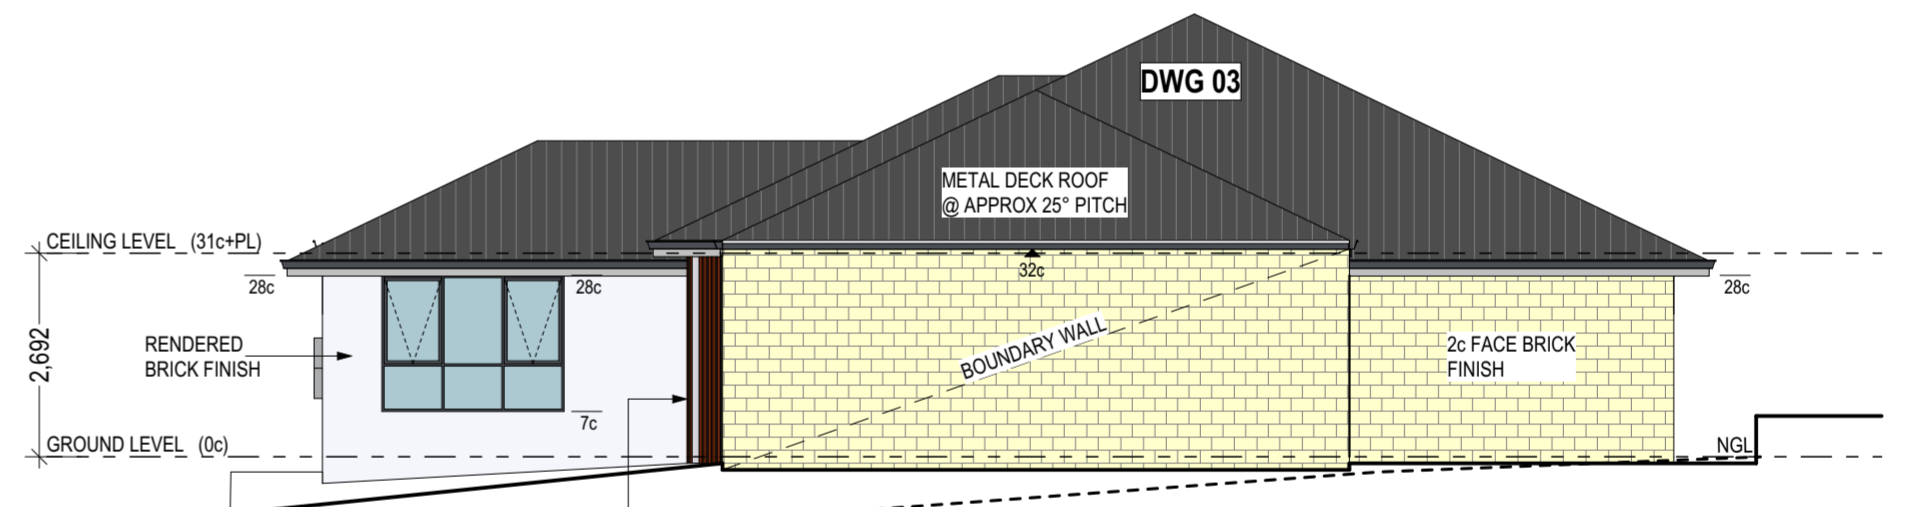 DWG 03
METAL DECK ROOF
@ APPROX 25° PITCH
CEILING LEVEL (31c+PL)
32c
28c
28c
28c
2,692
RENDERED
BRICK FINISH
BOUNDARY WALL
2c FACE BRICK
FINISH
7c
GROUND LEVEL (0c)
NGL